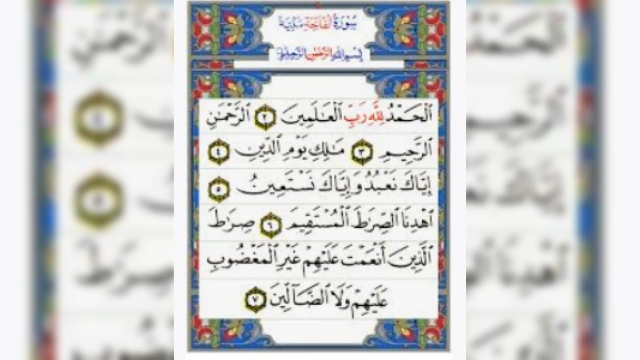 سُورَةُ الْفَاتِحَةِ مَكِّيَّة
بِسْمِ اللَّهِ الرَّحْمَٰنِ الرَّحِيمِ
الْحَمْدُ لِلَّهِ رَبِّ الْعَالَمِينَ ٢ الرَّحْمَٰنِ
الرَّحِيمِ ٣ مَالِكِ يَوْمِ الدِّينِ ٤
إِيَّاكَ نَعْبُدُ وَإِيَّاكَ نَسْتَعِينُ ٥
اهْدِنَا الصِّرَاطَ الْمُسْتَقِيمَ ٦ صِرَاطَ
الَّذِينَ أَنْعَمْتَ عَلَيْهِمْ غَيْرِ الْمَغْضُوبِ
عَلَيْهِمْ وَلَا الضَّالِّينَ ٧